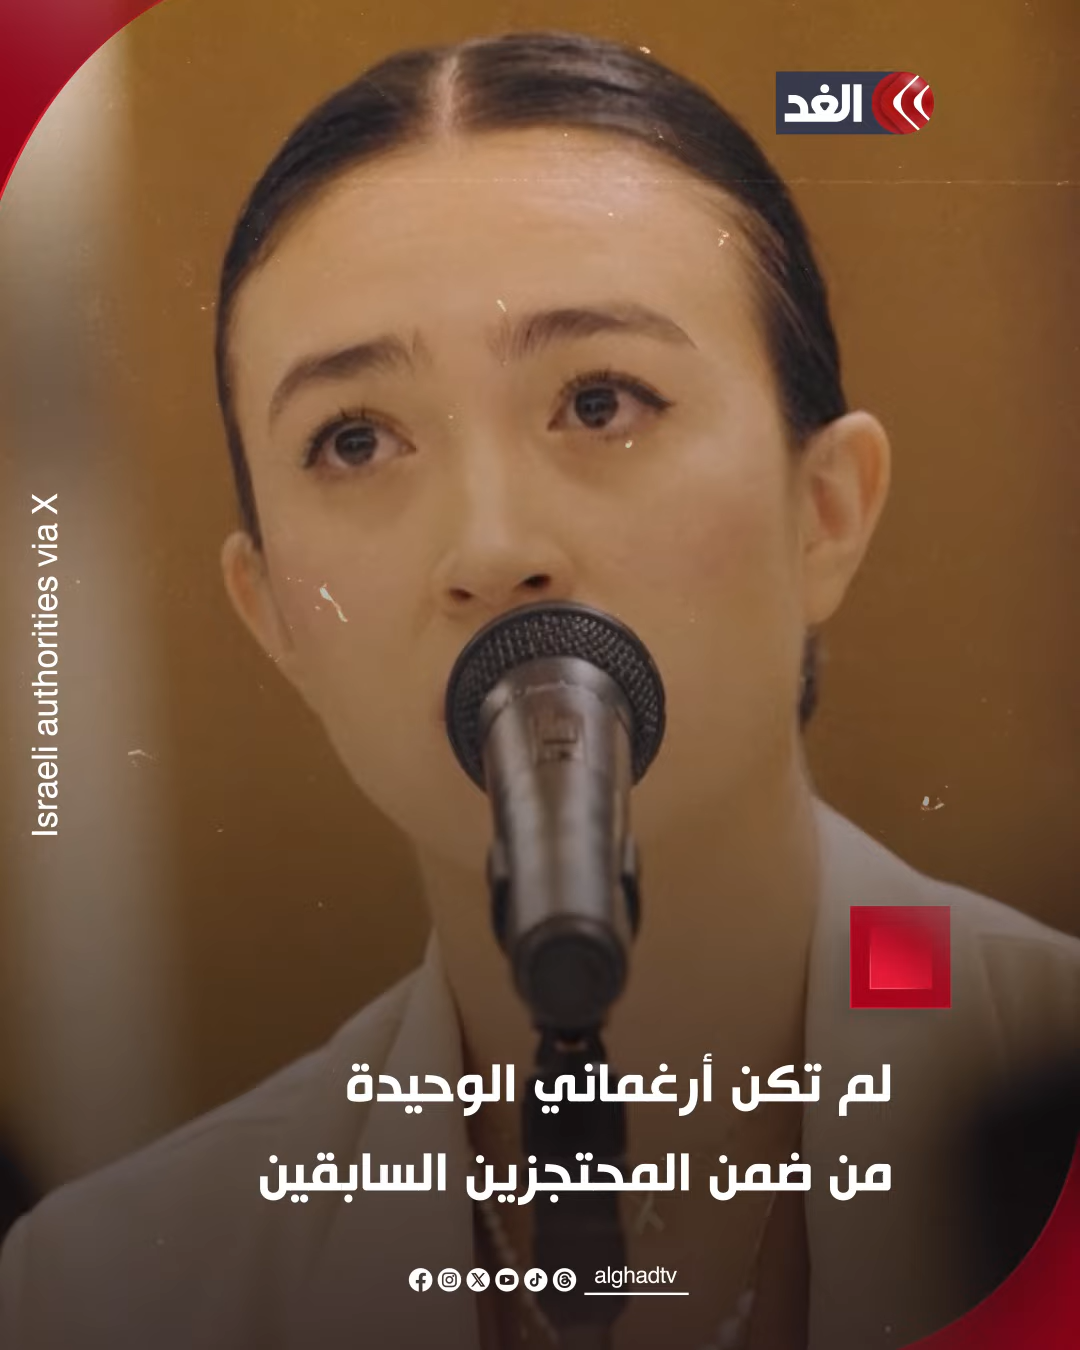 الغد
Israeli authorities via X
لم تكن أرغماني الوحيدة
من ضمن المحتجزين السابقين
alghadtv